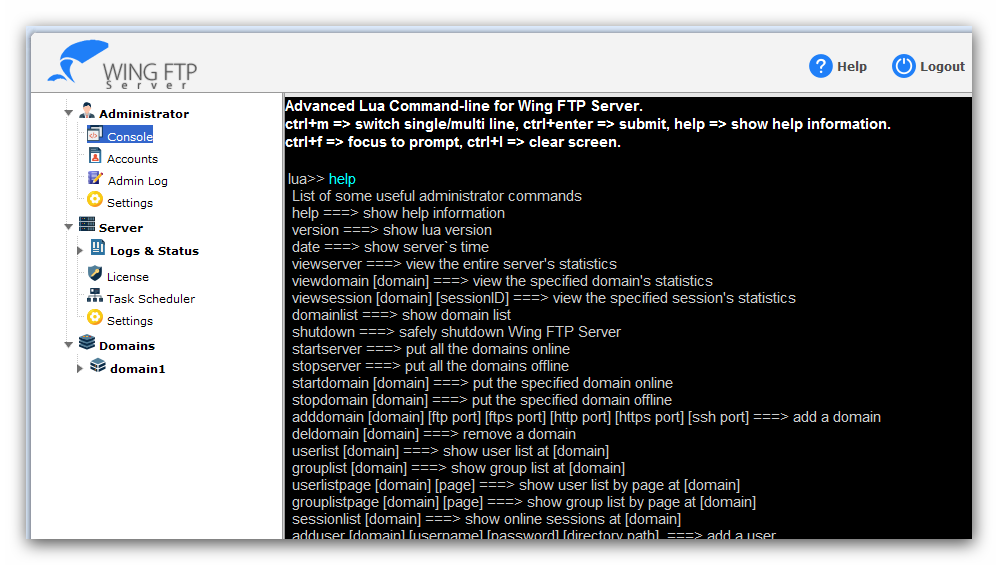 WING FTP
Server
Help
Logout
Administrator
Console
Accounts
Admin Log
Settings
Server
Logs & Status
License
Task Scheduler
Settings
Domains
domain1
Advanced Lua Command-line for Wing FTP Server.
ctrl+m => switch single/multi line, ctrl+enter => submit, help => show help information.
ctrl+f => focus to prompt, ctrl+l => clear screen.
lua>> help
List of some useful administrator commands
help ===> show help information
version ===> show lua version
date ===> show server`s time
viewserver ===> view the entire server's statistics
viewdomain [domain] ===> view the specified domain's statistics
viewsession [domain] [sessionID] ===> view the specified session's statistics
domainlist ===> show domain list
shutdown ===> safely shutdown Wing FTP Server
startserver ===> put all the domains online
stopserver ===> put all the domains offline
startdomain [domain] ===> put the specified domain online
stopdomain [domain] ===> put the specified domain offline
adddomain [domain] [ftp port] [ftps port] [http port] [https port] [ssh port] ===> add a domain
deldomain [domain] ===> remove a domain
userlist [domain] ===> show user list at [domain]
grouplist [domain] ===> show group list at [domain]
userlistpage [domain] [page] ===> show user list by page at [domain]
grouplistpage [domain] [page] ===> show group list by page at [domain]
sessionlist [domain] ===> show online sessions at [domain]
adduser [domain] [username] [password] [directory path] ===> add a user